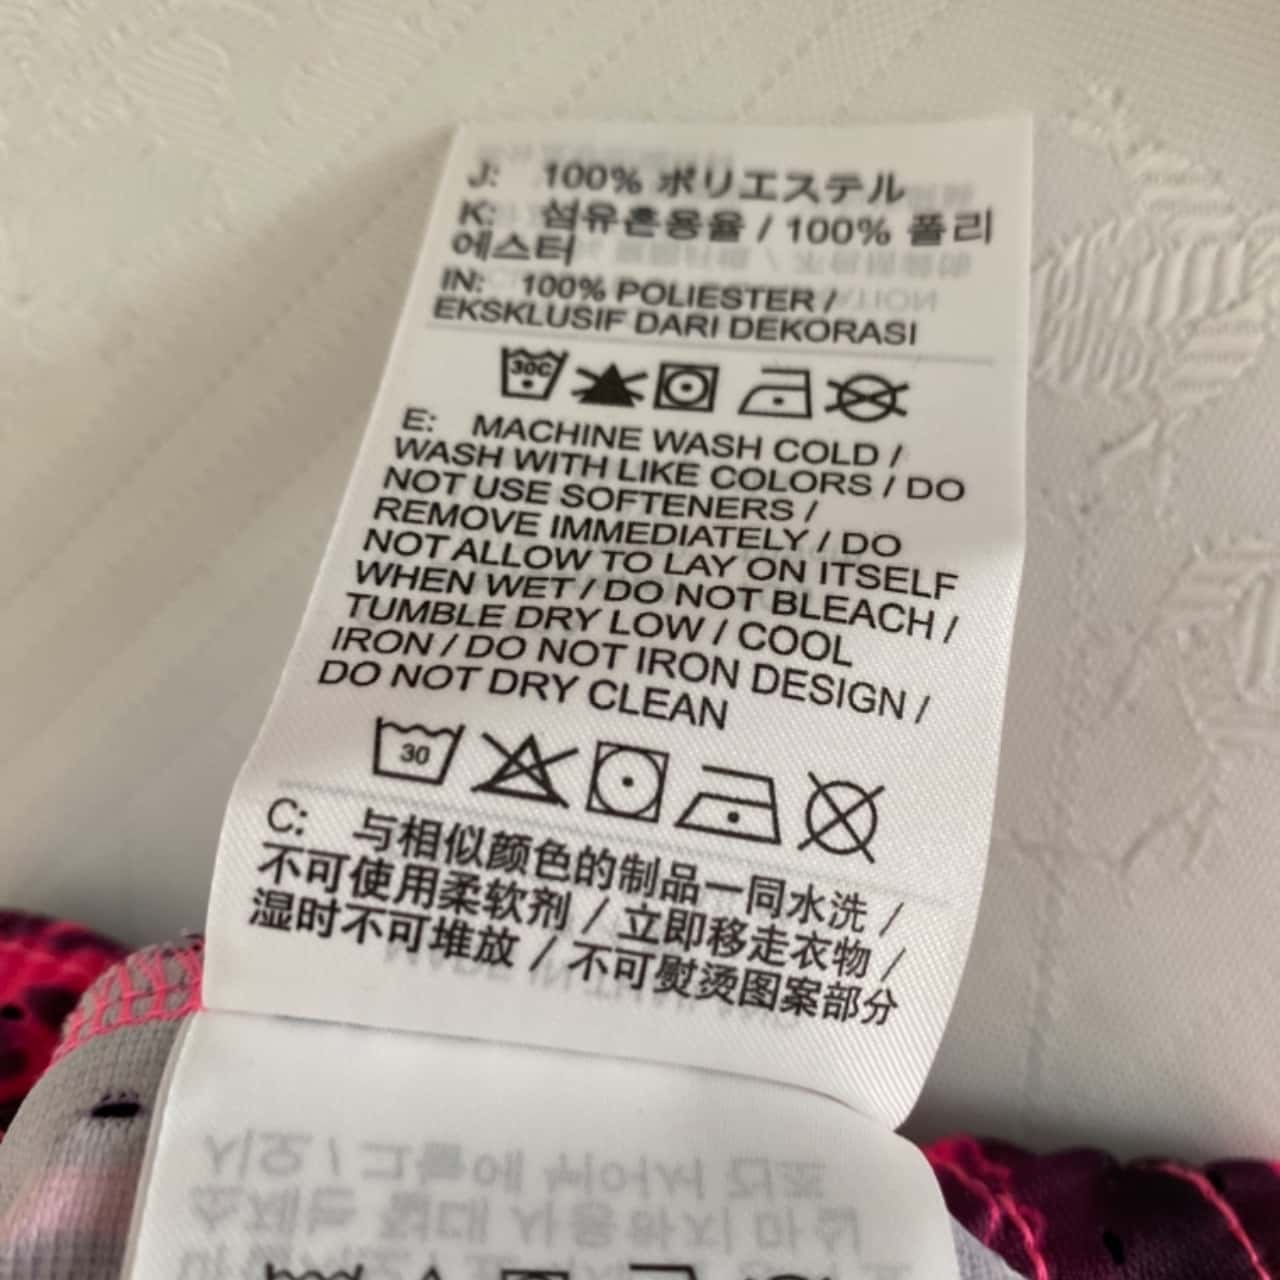 J: 100% ポリエステル
K: 섬유혼용율 / 100% 폴리
에스터
IN: 100% POLIESTER /
EKSKLUSIF DARI DEKORASI
30C
E: MACHINE WASH COLD /
WASH WITH LIKE COLORS / DO
NOT USE SOFTENERS /
REMOVE IMMEDIATELY / DO
NOT ALLOW TO LAY ON ITSELF
WHEN WET / DO NOT BLEACH /
TUMBLE DRY LOW / COOL
IRON / DO NOT IRON DESIGN /
DO NOT DRY CLEAN
30
C: 与相似颜色的制品一同水洗 /
不可使用柔软剂 / 立即移走衣物 /
湿时不可堆放 / 不可熨烫图案部分